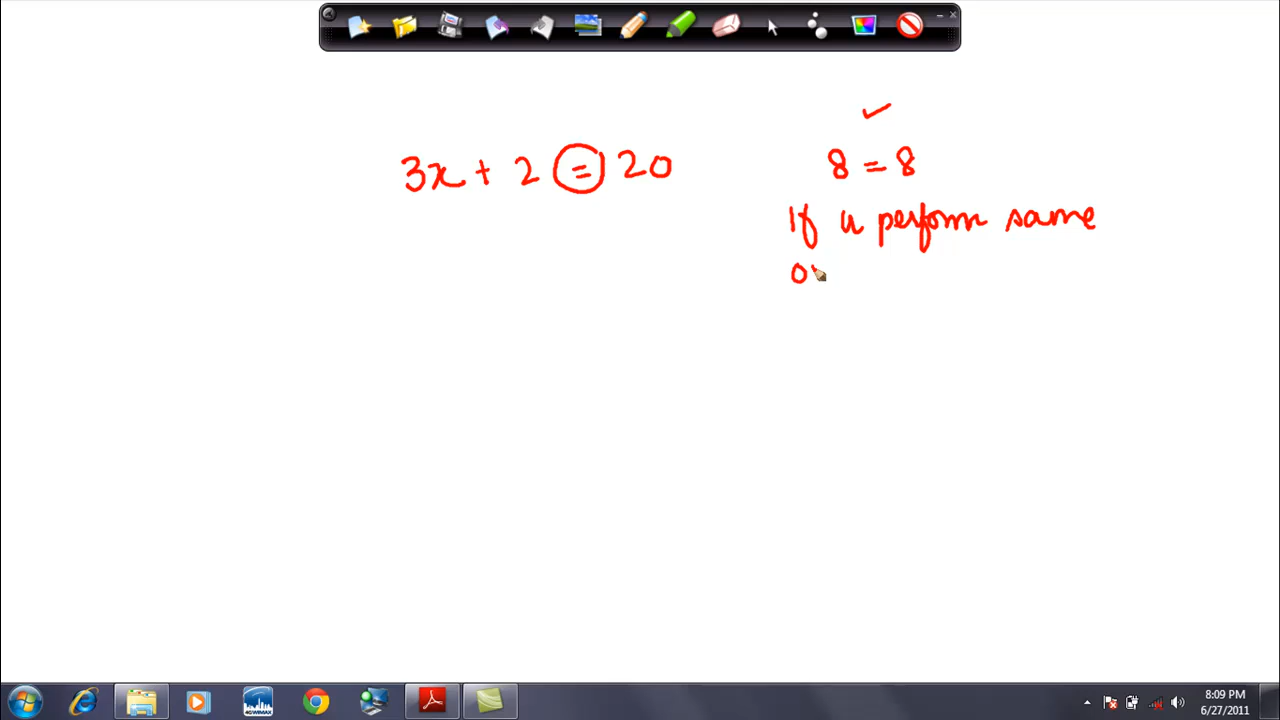 3x + 2 = 20
✓
8 = 8
If u perform same
o
8:09 PM
6/27/2011